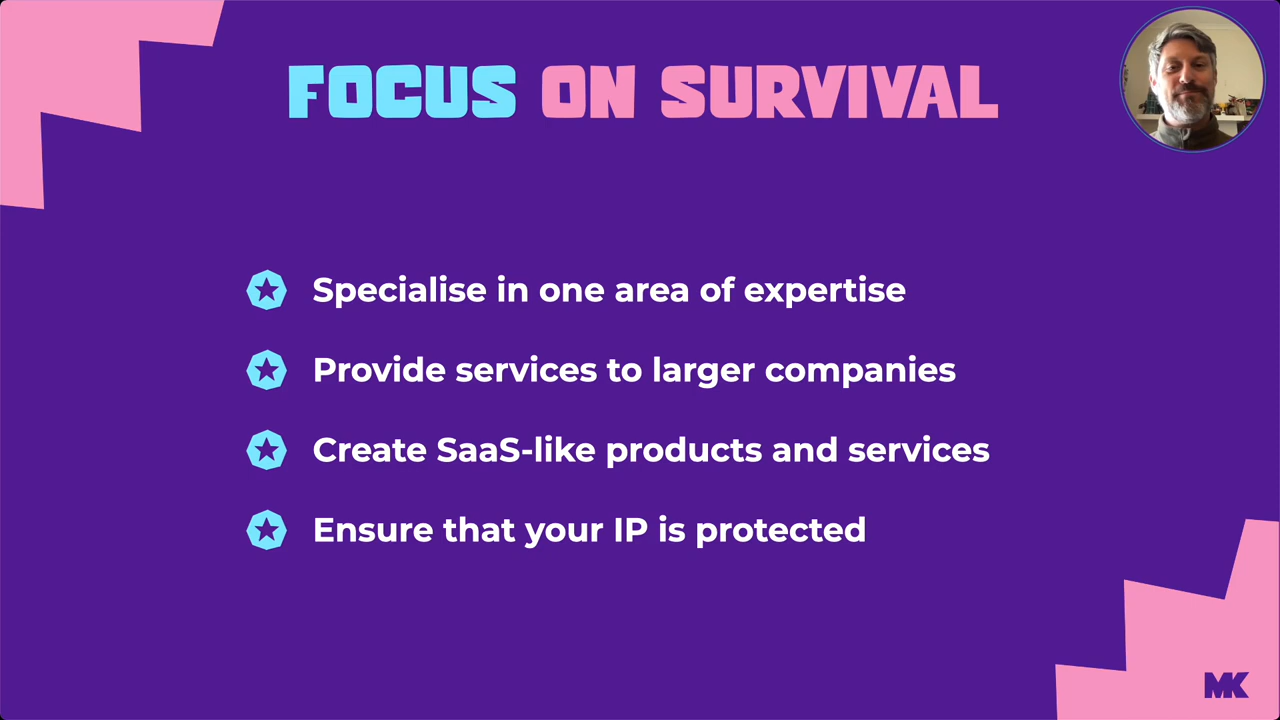 FOCUS ON SURVIVAL
Specialise in one area of expertise
Provide services to larger companies
Create SaaS-like products and services
Ensure that your IP is protected
MK